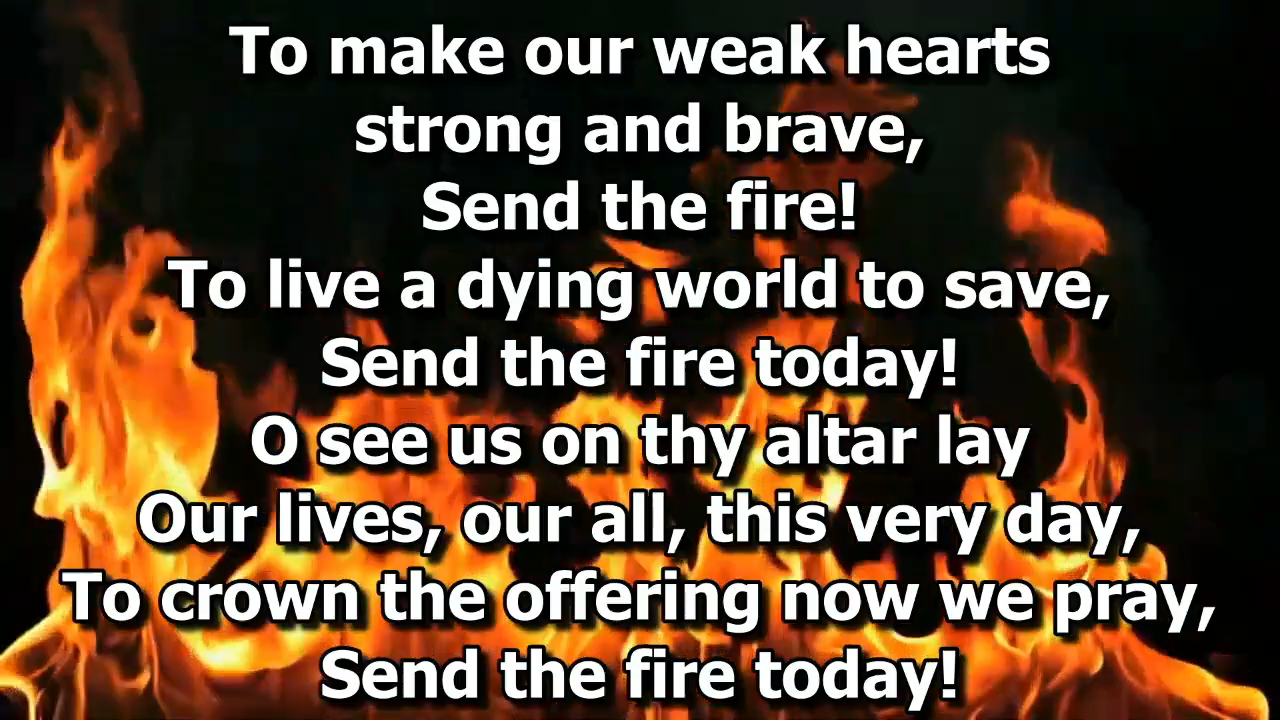 To make our weak hearts
strong and brave,
Send the fire!
To live a dying world to save,
Send the fire today!
O see us on thy altar lay
Our lives, our all, this very day,
To crown the offering now we pray,
Send the fire today!